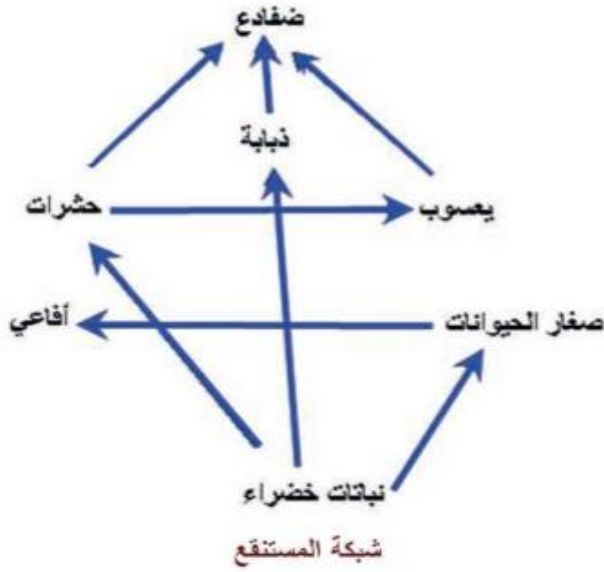 ضفادع
ذبابة
حشرات
يعسوب
أفاعي
صغار الحيوانات
نباتات خضراء
شبكة المستنقع